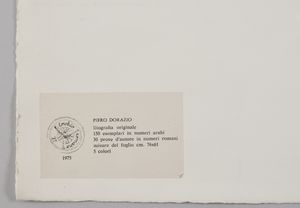 PIERO DORAZIO
litografia originale
150 esemplari in numeri arabi
30 prove d'autore in numeri romani
misure del foglio cm.
5 colori
1975